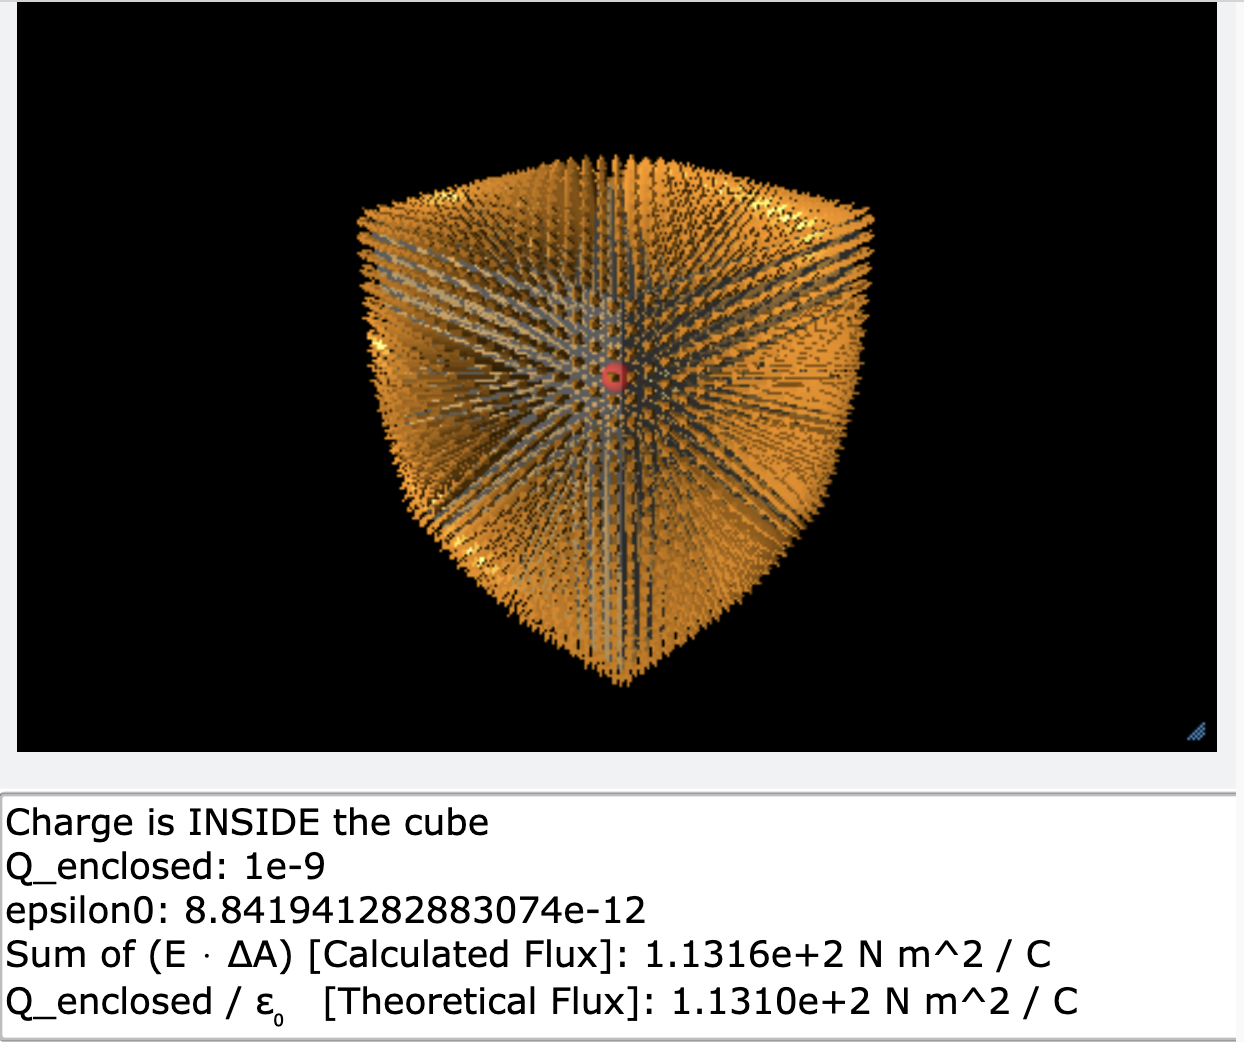 Charge is INSIDE the cube
Q_enclosed: 1e-9
epsilon0: 8.841941282883074e-12
Sum of (E · ΔA) [Calculated Flux]: 1.1316e+2 N m^2 / C
Q_enclosed / ε₀ [Theoretical Flux]: 1.1310e+2 N m^2 / C